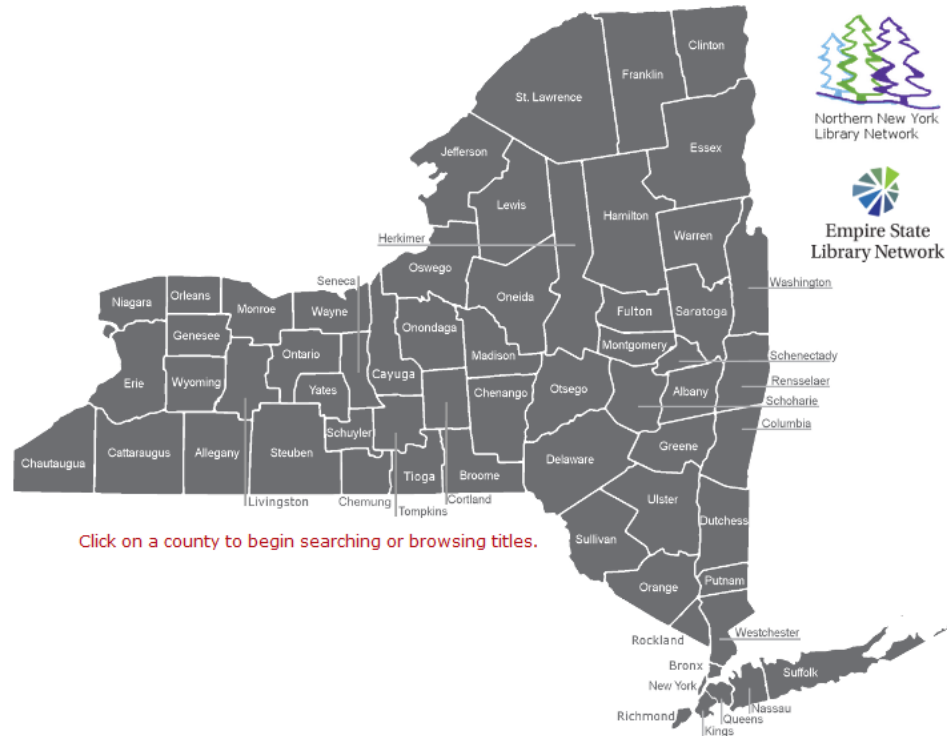 Clinton
Franklin
St. Lawrence
Northern New York
Library Network
Jefferson
Essex
Lewis
Hamilton
Empire State
Library Network
Herkimer
Warren
Oswego
Seneca
Washington
Oneida
Niagara
Orleans
Monroe
Wayne
Fulton
Saratoga
Onondaga
Genesee
Montgomery
Ontario
Madison
Schenectady
Cayuga
Erie
Wyoming
Yates
Chenango
Otsego
Albany
Rensselaer
Schoharie
Columbia
Schuyler
Greene
Chautaugua
Cattaraugus
Allegany
Steuben
Tioga
Broome
Delaware
Livingston
Chemung
Tompkins
Cortland
Ulster
Dutchess
Click on a county to begin searching or browsing titles.
Sullivan
Orange
Putnam
Rockland
Westchester
Bronx
Suffolk
New York
Nassau
Richmond
Queens
Kings